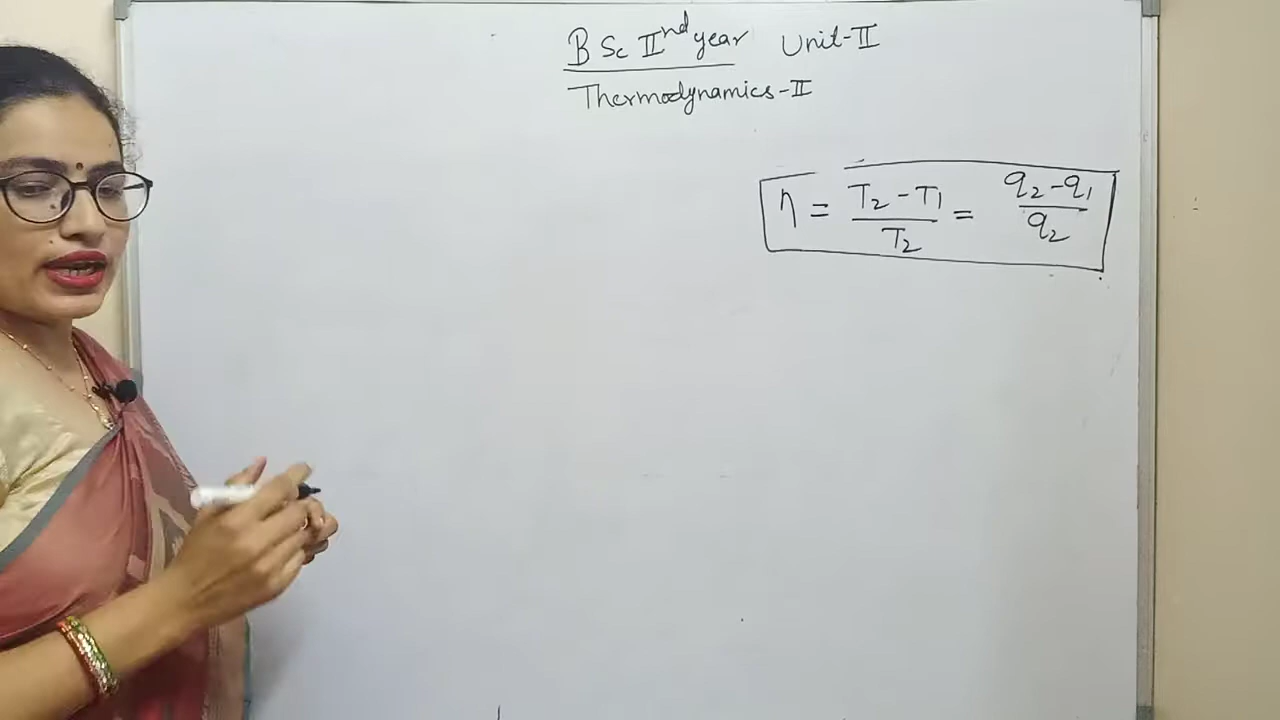 B Sc IInd year Unit-II
Thermodynamics-II
η = T2 - T1 / T2 = q2 - q1 / q2